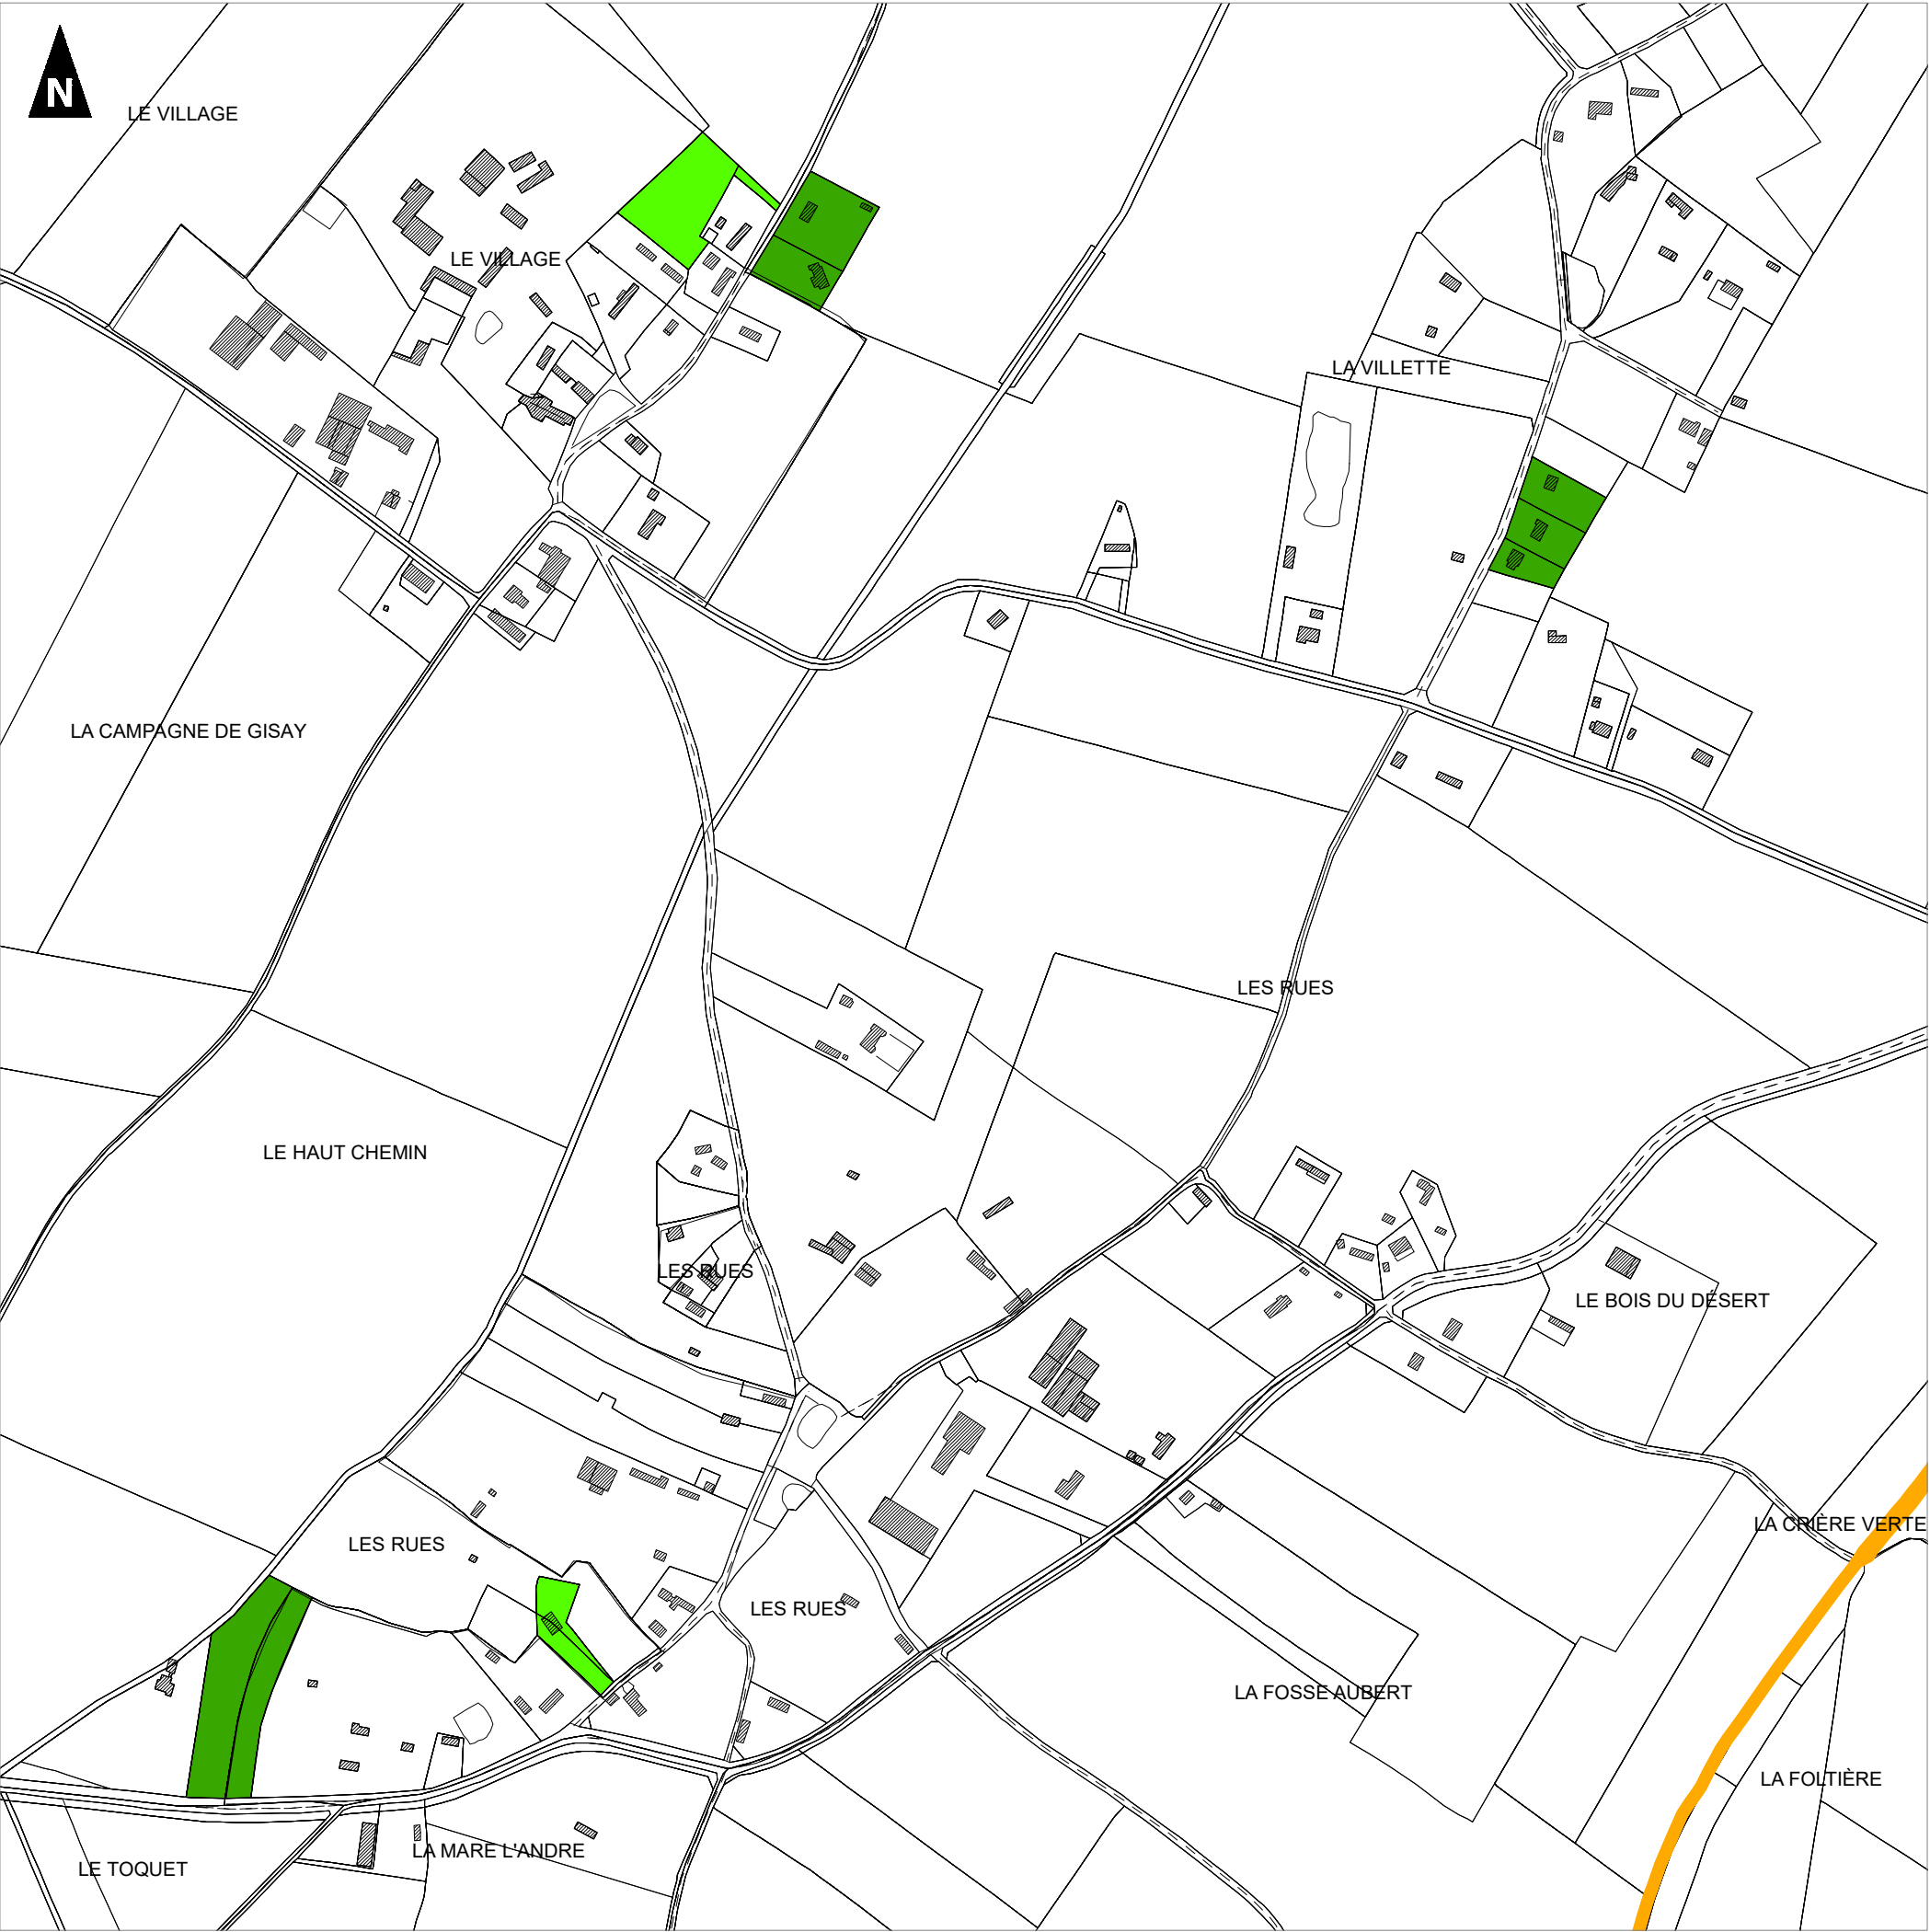 N
LE VILLAGE
LE VILLAGE
LA VILLETTE
LA CAMPAGNE DE GISAY
LES RUES
LE HAUT CHEMIN
LES RUES
LE BOIS DU DÉSERT
LA CRIÈRE VERTE
LES RUES
LES RUES
LA FOSSE AUBERT
LA FOLTIÈRE
LA MARE L'ANDRE
LE TOQUET